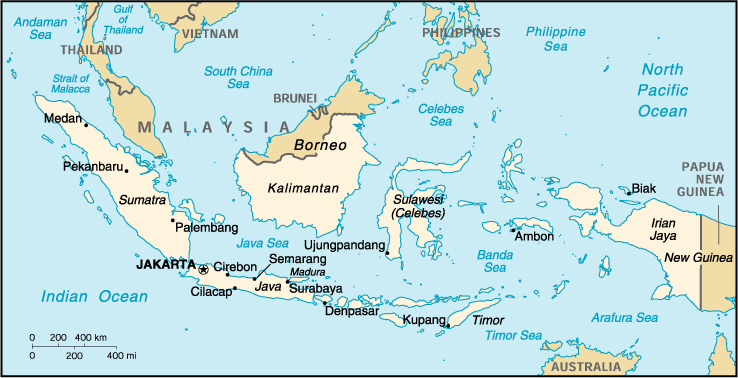 Andaman
Sea
Gulf
of
Thailand
VIETNAM
THAILAND
PHILIPPINES
Philippine
Sea
Strait of
Malacca
South China
Sea
North
Pacific
Ocean
BRUNEI
Celebes
Sea
Medan
MALAYSIA
Borneo
Pekanbaru
Kalimantan
PAPUA
NEW
GUINEA
Sumatra
Sulawesi
(Celebes)
Biak
Palembang
Irian
Jaya
Ambon
Java Sea
Ujungpandang
Banda
Sea
New Guinea
JAKARTA
Cirebon
Semarang
Madura
Indian Ocean
Cilacap
Java
Surabaya
Denpasar
Kupang
Timor
Arafura Sea
Timor Sea
0 200 400 km
0 200 400 mi
AUSTRALIA